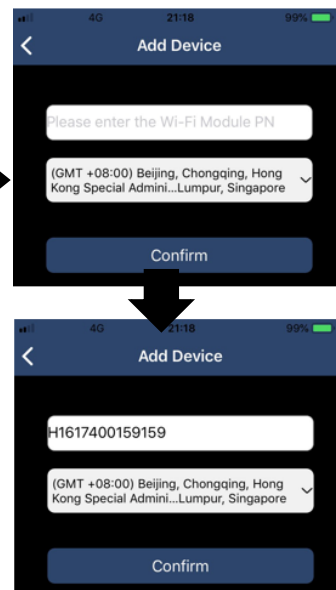 4G 21:18 99%
Add Device
Please enter the Wi-Fi Module PN
(GMT +08:00) Beijing, Chongqing, Hong
Kong Special Admini...Lumpur, Singapore
Confirm
4G 21:18 99%
Add Device
H1617400159159
(GMT +08:00) Beijing, Chongqing, Hong
Kong Special Admini...Lumpur, Singapore
Confirm